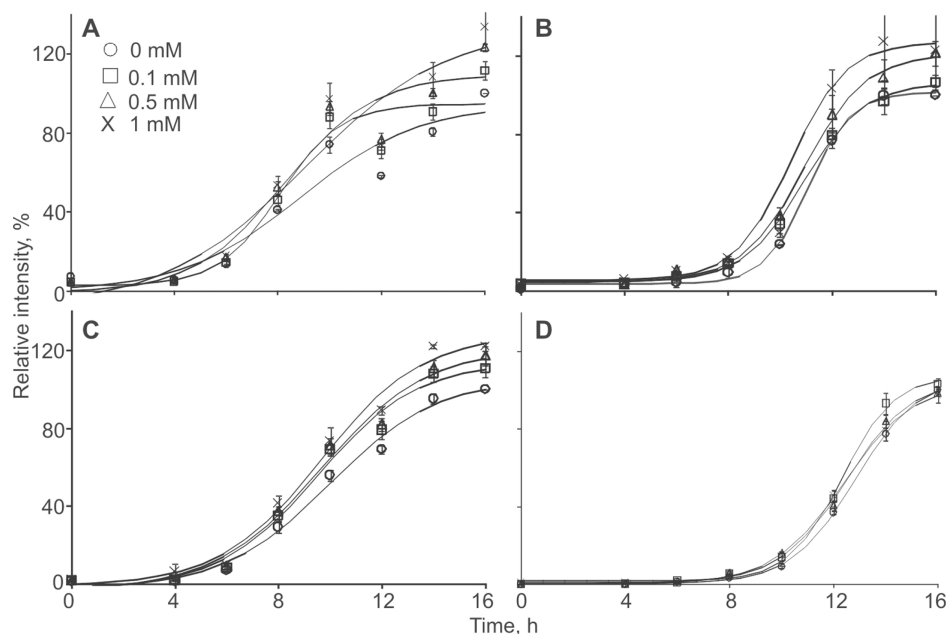 A
B
0 mM
0.1 mM
0.5 mM
1 mM
120
80
40
0
Relative intensity, %
C
D
120
80
40
0
0 4 8 12 16 0 4 8 12 16
Time, h